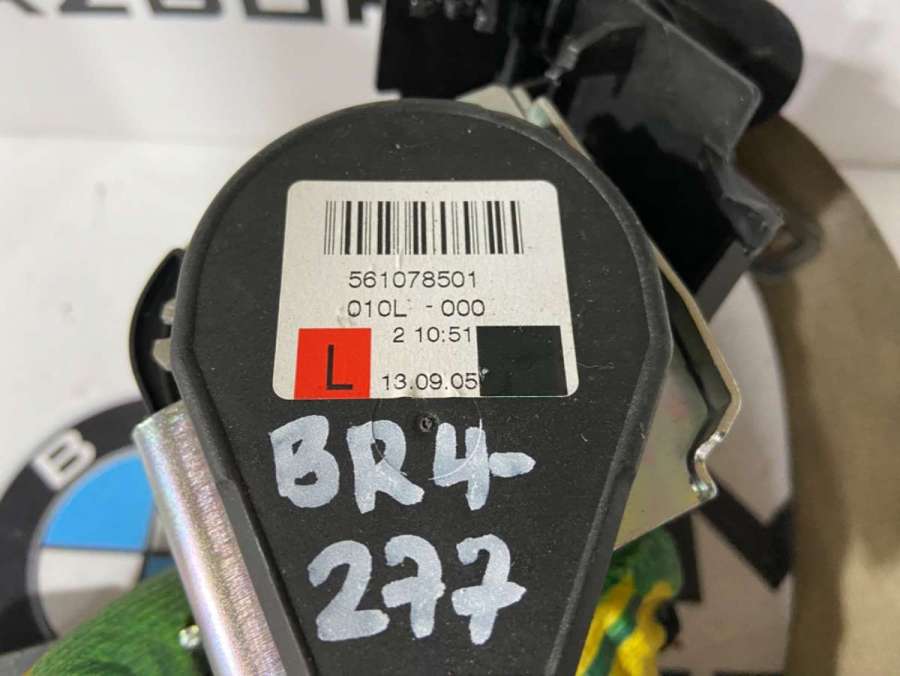 561078501
010L - 000
2 10:51
L
13.09.05
BR4-
277
B